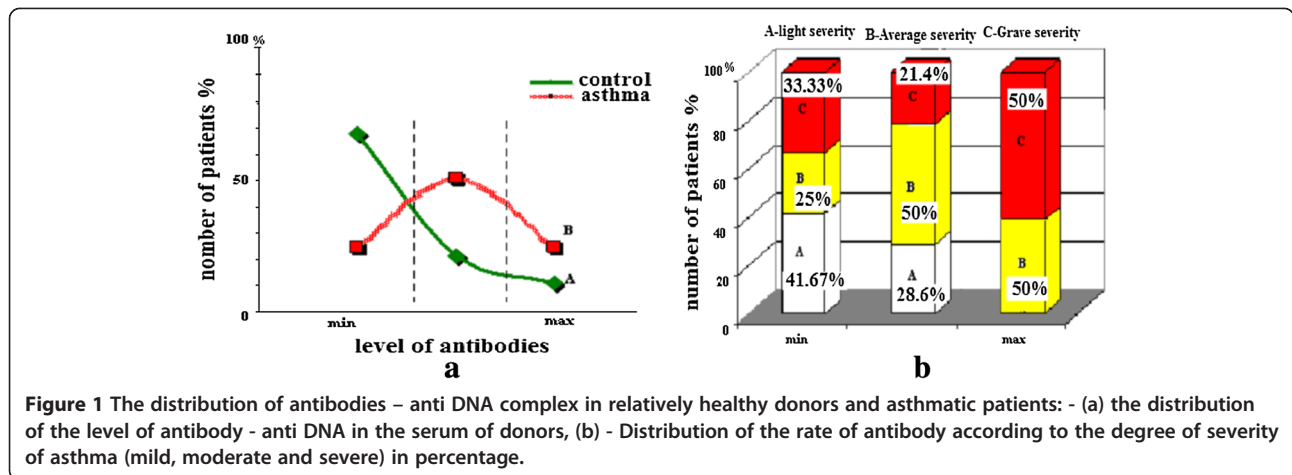 100 %
nomber of patients %
50
0
control
asthma
B
A
min
max
level of antibodies
a
A-light severity B-Average severity C-Grave severity
100%
80
60
40
20
0
number of patients %
33.33%
C
B
25%
A
41.67%
21.4%
C
B
50%
A
28.6%
50%
C
B
50%
min
max
b
Figure 1 The distribution of antibodies – anti DNA complex in relatively healthy donors and asthmatic patients: - (a) the distribution
of the level of antibody - anti DNA in the serum of donors, (b) - Distribution of the rate of antibody according to the degree of severity
of asthma (mild, moderate and severe) in percentage.